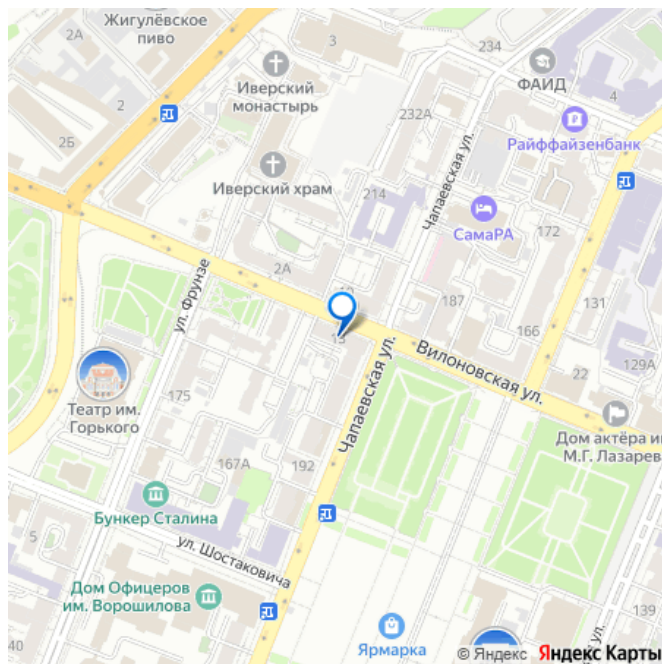 Жигулёвское
пиво
2А
3
234
Иверский
монастырь
ФАИД
4
2
232А
Райффайзенбанк
2Б
Иверский храм
214
Чапаевская ул.
СамаРА
172
2А
ул. Фрунзе
187
131
13
166
Вилоновская ул.
129А
22
Театр им.
Горького
175
Чапаевская ул.
Дом актёра им
М.Г. Лазарев
167А
192
Бункер Сталина
5
ул. Шостаковича
Дом Офицеров
им. Ворошилова
139
40
Ярмарка
ул.
© Яндекс Яндекс Карты